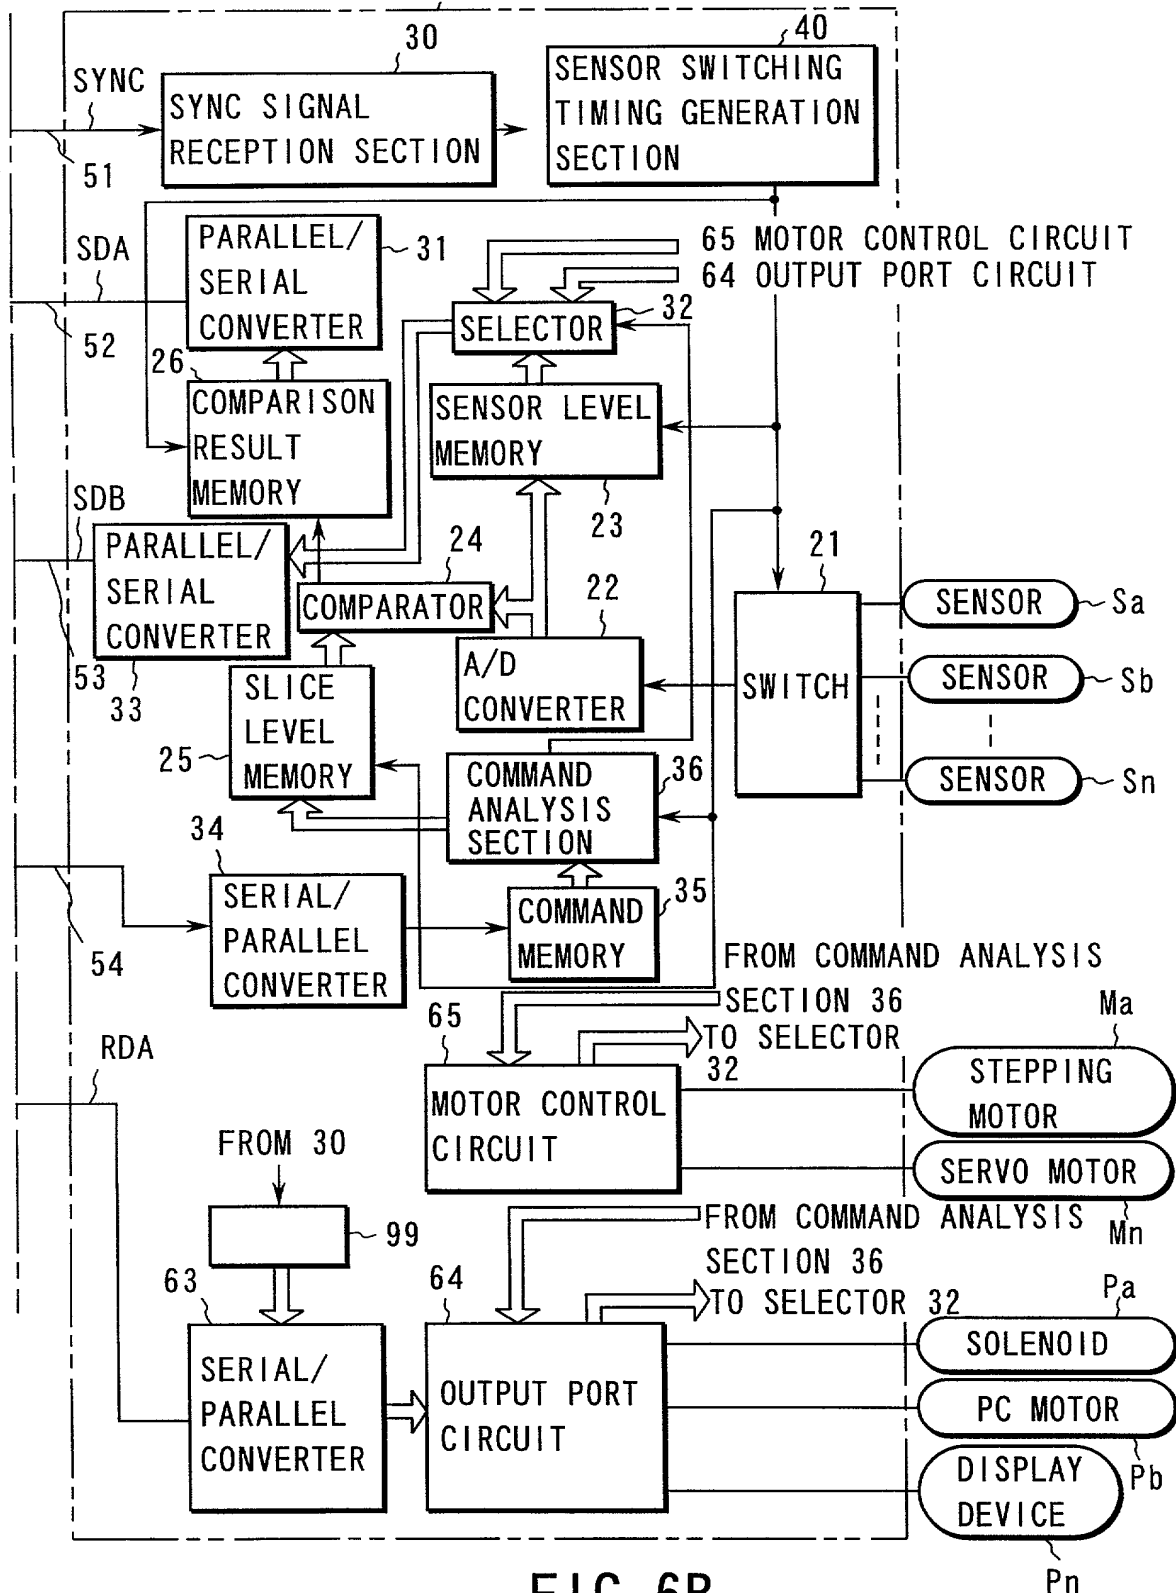 30
40
SYNC
SYNC SIGNAL
RECEPTION SECTION
SENSOR SWITCHING
TIMING GENERATION
SECTION
51
SDA
PARALLEL/
SERIAL
CONVERTER
31
65 MOTOR CONTROL CIRCUIT
64 OUTPUT PORT CIRCUIT
52
SELECTOR
32
26
COMPARISON
RESULT
MEMORY
SENSOR LEVEL
MEMORY
23
SDB
PARALLEL/
SERIAL
CONVERTER
24
COMPARATOR
22
21
SENSOR
Sa
53
33
SLICE
LEVEL
MEMORY
25
A/D
CONVERTER
SWITCH
SENSOR
Sb
SENSOR
Sn
COMMAND
ANALYSIS
SECTION
36
34
SERIAL/
PARALLEL
CONVERTER
COMMAND
MEMORY
35
54
FROM COMMAND ANALYSIS
SECTION 36
TO SELECTOR
32
RDA
65
MOTOR CONTROL
CIRCUIT
Ma
STEPPING
MOTOR
SERVO MOTOR
Mn
FROM 30
99
FROM COMMAND ANALYSIS
SECTION 36
TO SELECTOR 32
63
SERIAL/
PARALLEL
CONVERTER
64
OUTPUT PORT
CIRCUIT
Pa
SOLENOID
PC MOTOR
Pb
DISPLAY
DEVICE
Pn
FIG. 6B